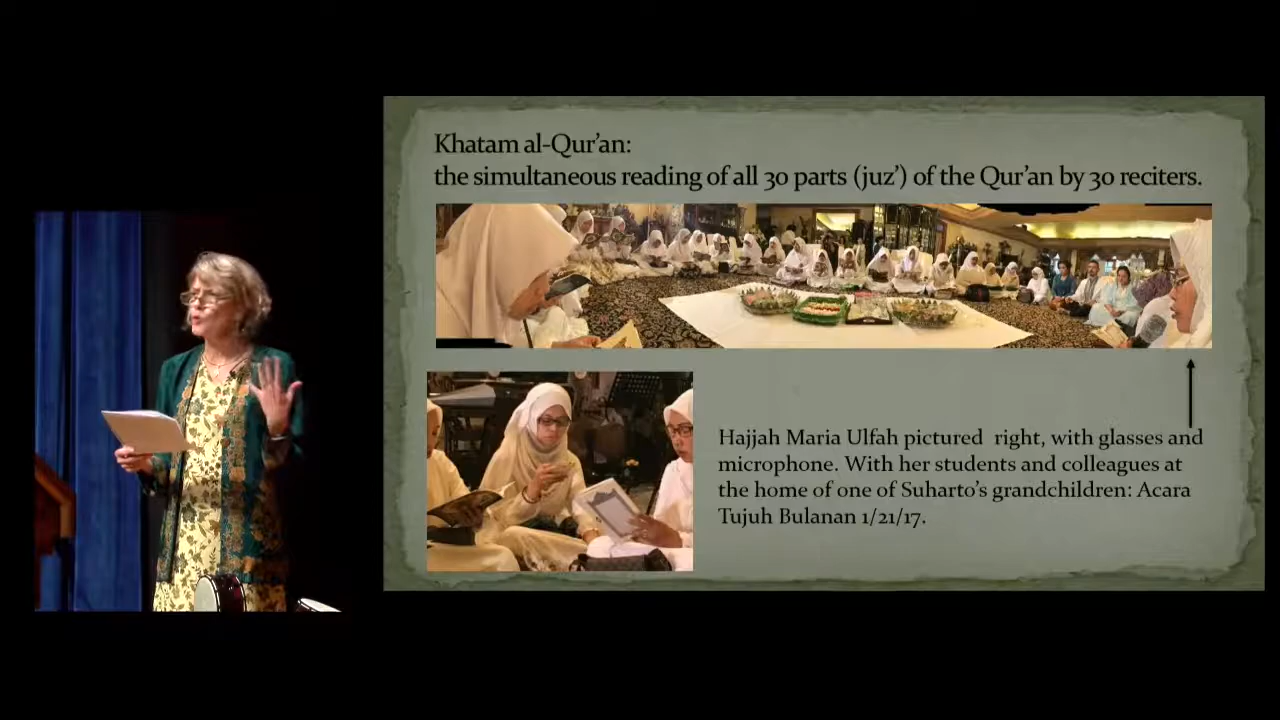 Khatam al-Qur’an:
the simultaneous reading of all 30 parts (juz’) of the Qur’an by 30 reciters.
Hajjah Maria Ulfah pictured  right, with glasses and
microphone. With her students and colleagues at
the home of one of Suharto’s grandchildren: Acara
Tujuh Bulanan 1/21/17.